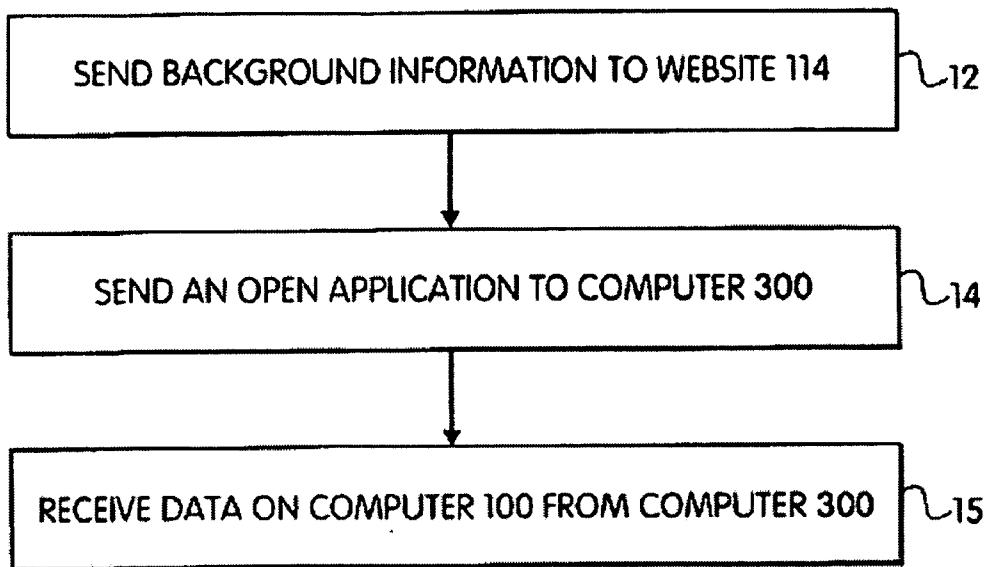 SEND BACKGROUND INFORMATION TO WEBSITE 114
12
SEND AN OPEN APPLICATION TO COMPUTER 300
14
RECEIVE DATA ON COMPUTER 100 FROM COMPUTER 300
15